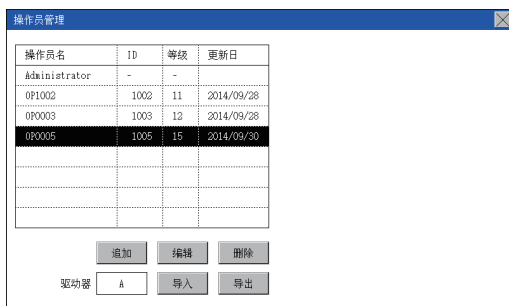 操作员管理
操作员名 ID 等级 更新日
Administrator - -
OP1002 1002 11 2014/09/28
OP0003 1003 12 2014/09/28
OP0005 1005 15 2014/09/30
追加 编辑 删除
驱动器 A 导入 导出